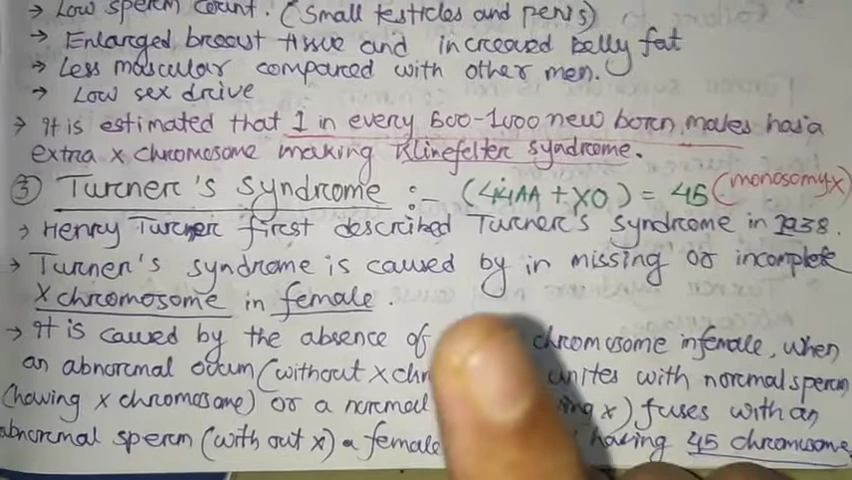 → Low sperm count. (Small testicles and penis)
→ Enlarged breast tissue and increased belly fat
→ Less muscular compared with other men.
→ Low sex drive
→ It is estimated that 1 in every 600-1000 new born males has a
extra x chromosome making Klinefelter syndrome.
③ Turner's Syndrome :- (44AA + XO) = 45 (monosomy-x)
→ Henry Turner first described Turner's syndrome in 1938.
→ Turner's syndrome is caused by in missing or incomplete
X chromosome in female.
→ It is caused by the absence of chromosome in female, when
an abnormal ovum (without X unites with normal sperm
(having x chromosome) or a normal x) fuses with an
abnormal sperm (with out x) a female having 45 chromosome